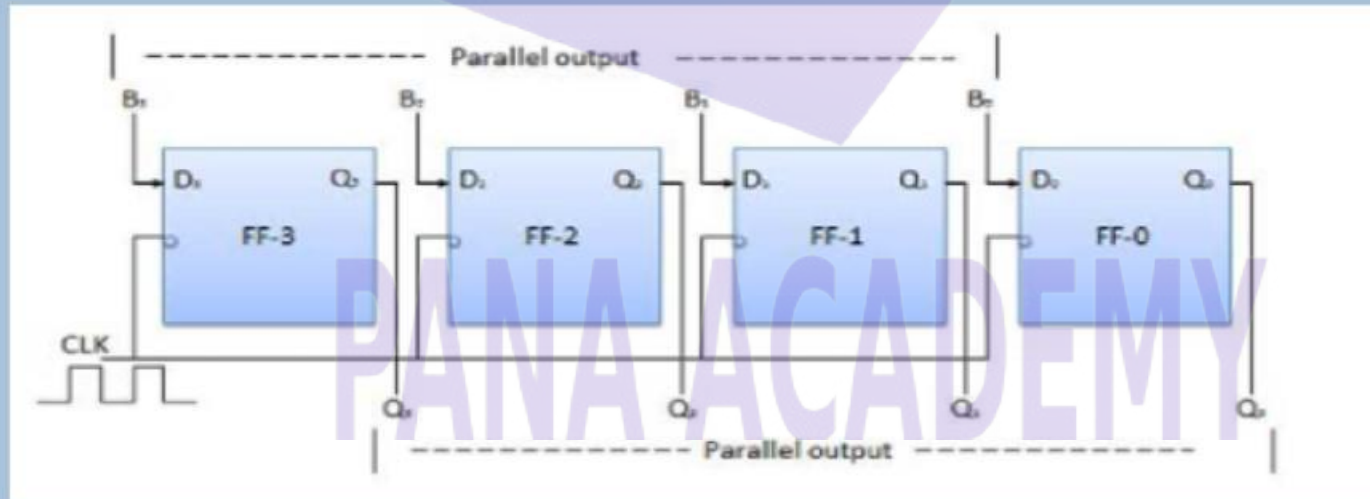 Parallel output
B₃ B₂ B₁ B₀
D₃ Q₃ D₂ Q₂ D₁ Q₁ D₀ Q₀
FF-3 FF-2 FF-1 FF-0
CLK
Q₃ Q₂ Q₁ Q₀
Parallel output
PANA ACADEMY